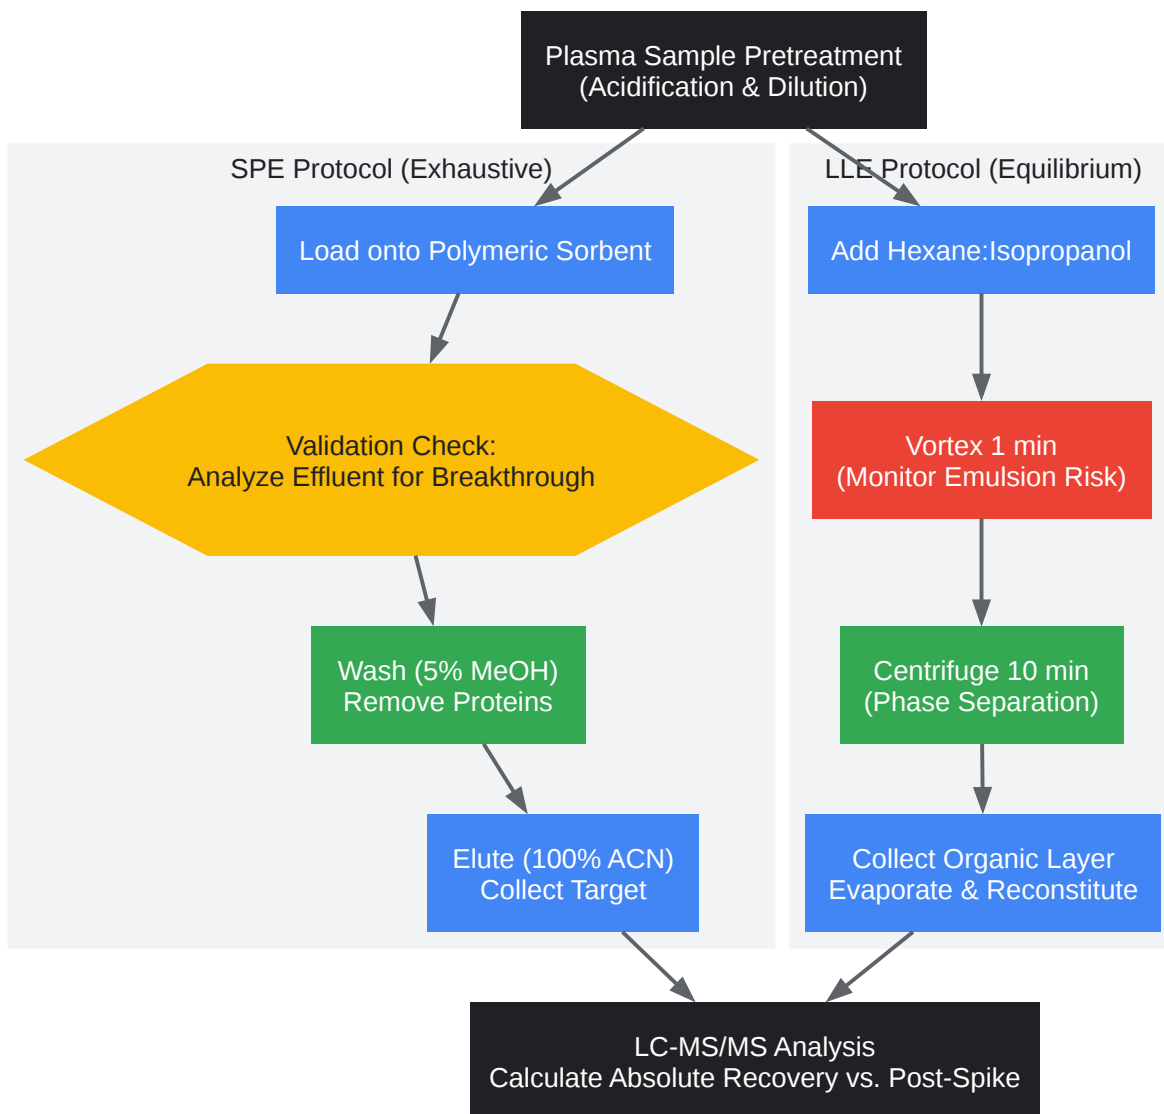 Plasma Sample Pretreatment
(Acidification & Dilution)
SPE Protocol (Exhaustive)
Load onto Polymeric Sorbent
Validation Check:
Analyze Effluent for Breakthrough
Wash (5% MeOH)
Remove Proteins
Elute (100% ACN)
Collect Target
LLE Protocol (Equilibrium)
Add Hexane:Isopropanol
Vortex 1 min
(Monitor Emulsion Risk)
Centrifuge 10 min
(Phase Separation)
Collect Organic Layer
Evaporate & Reconstitute
LC-MS/MS Analysis
Calculate Absolute Recovery vs. Post-Spike